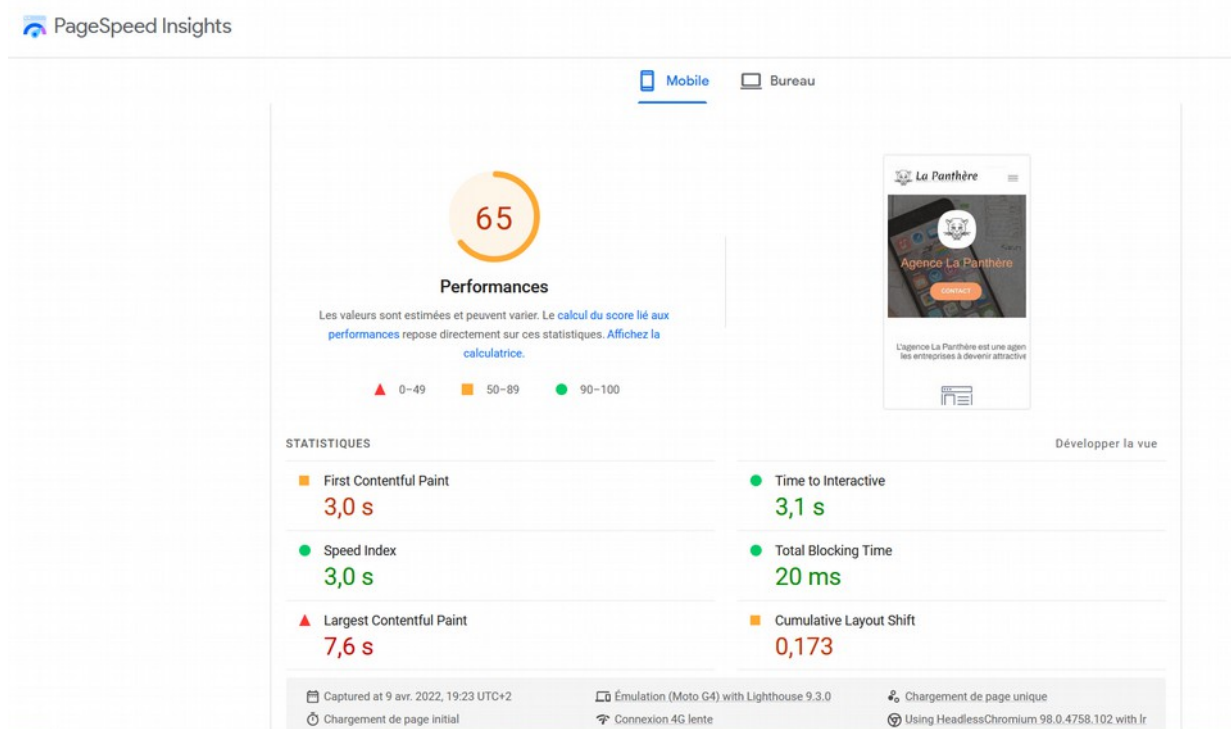 PageSpeed Insights
Mobile
Bureau
65
Performances
Les valeurs sont estimées et peuvent varier. Le calcul du score lié aux
performances repose directement sur ces statistiques. Affichez la
calculatrice.
0–49
50–89
90–100
La Panthère
Agence La Panthère
CONTACT
L'agence La Panthère est une agen
les entreprises à devenir attractive
STATISTIQUES
Développer la vue
First Contentful Paint
3,0 s
Time to Interactive
3,1 s
Speed Index
3,0 s
Total Blocking Time
20 ms
Largest Contentful Paint
7,6 s
Cumulative Layout Shift
0,173
Captured at 9 avr. 2022, 19:23 UTC+2
Émulation (Moto G4) with Lighthouse 9.3.0
Chargement de page unique
Chargement de page initial
Connexion 4G lente
Using HeadlessChromium 98.0.4758.102 with lr